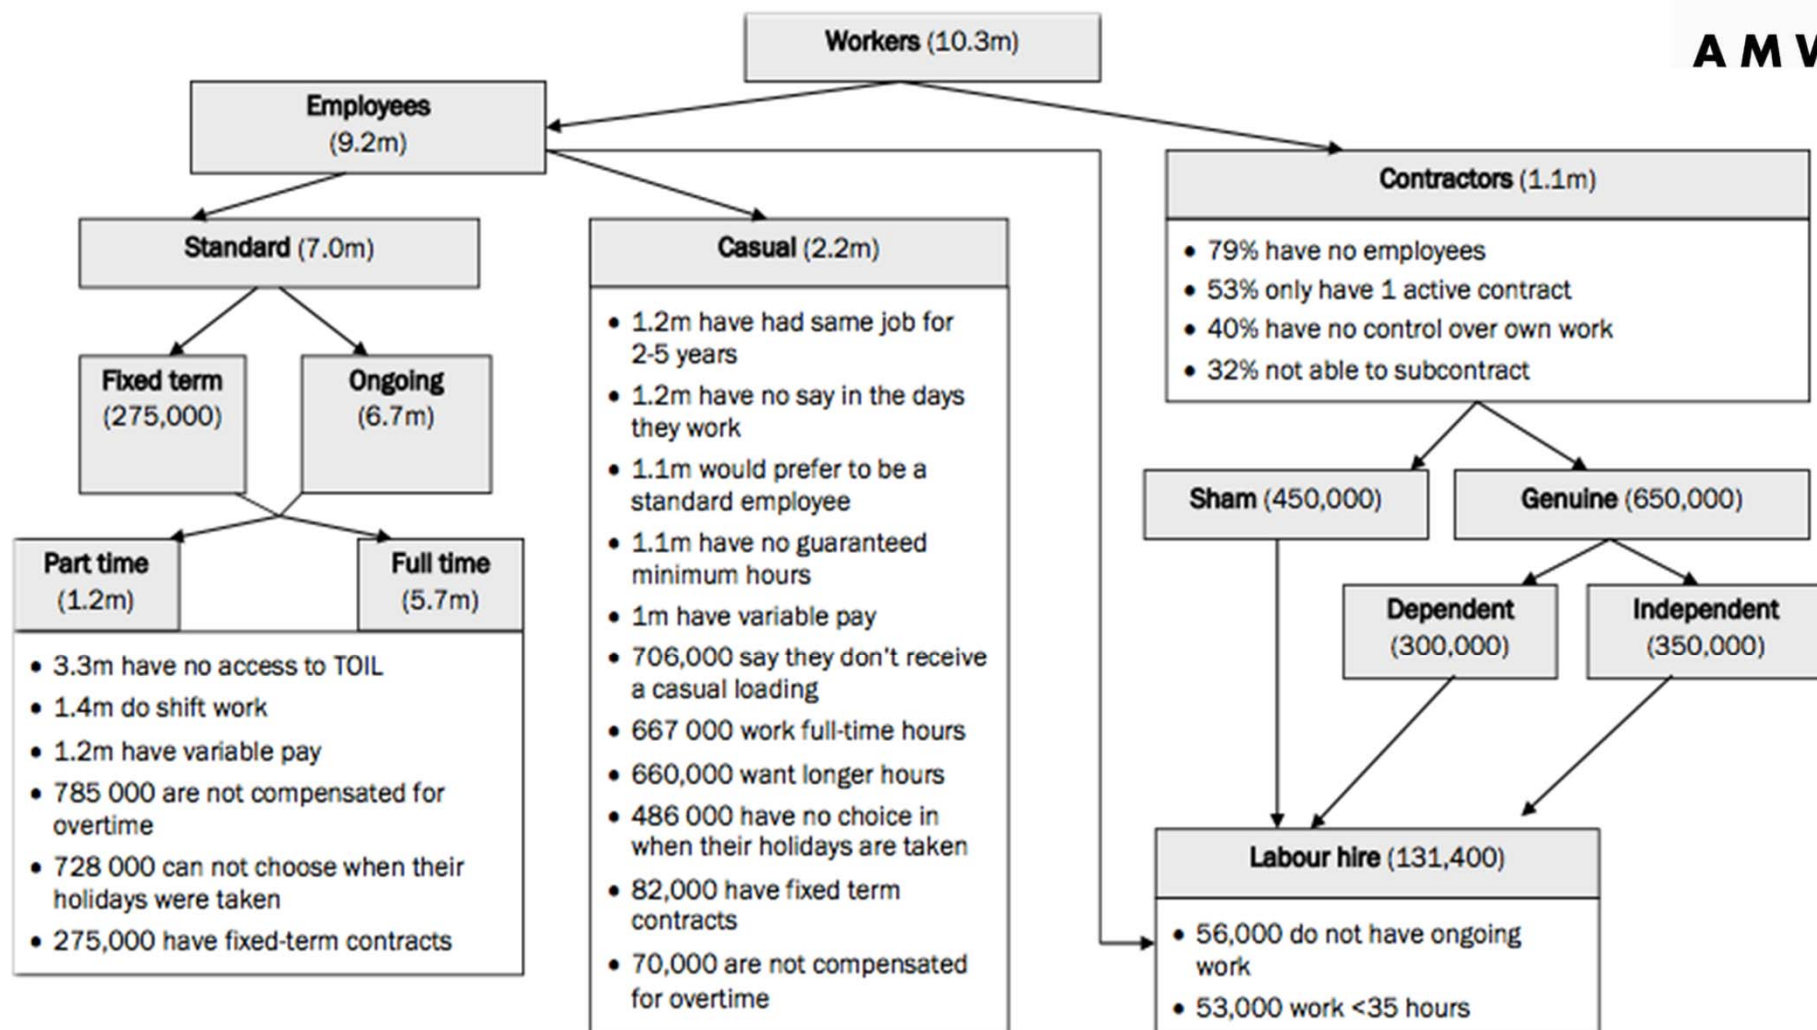 Workers (10.3m)
A M W
Employees
(9.2m)
Contractors (1.1m)
• 79% have no employees
• 53% only have 1 active contract
• 40% have no control over own work
• 32% not able to subcontract
Standard (7.0m)
Casual (2.2m)
• 1.2m have had same job for
2-5 years
• 1.2m have no say in the days
they work
• 1.1m would prefer to be a
standard employee
• 1.1m have no guaranteed
minimum hours
• 1m have variable pay
• 706,000 say they don't receive
a casual loading
• 667 000 work full-time hours
• 660,000 want longer hours
• 486 000 have no choice in
when their holidays are taken
• 82,000 have fixed term
contracts
• 70,000 are not compensated
for overtime
Fixed term
(275,000)
Ongoing
(6.7m)
Part time
(1.2m)
Full time
(5.7m)
• 3.3m have no access to TOIL
• 1.4m do shift work
• 1.2m have variable pay
• 785 000 are not compensated for
overtime
• 728 000 can not choose when their
holidays were taken
• 275,000 have fixed-term contracts
Sham (450,000)
Genuine (650,000)
Dependent
(300,000)
Independent
(350,000)
Labour hire (131,400)
• 56,000 do not have ongoing
work
• 53,000 work <35 hours